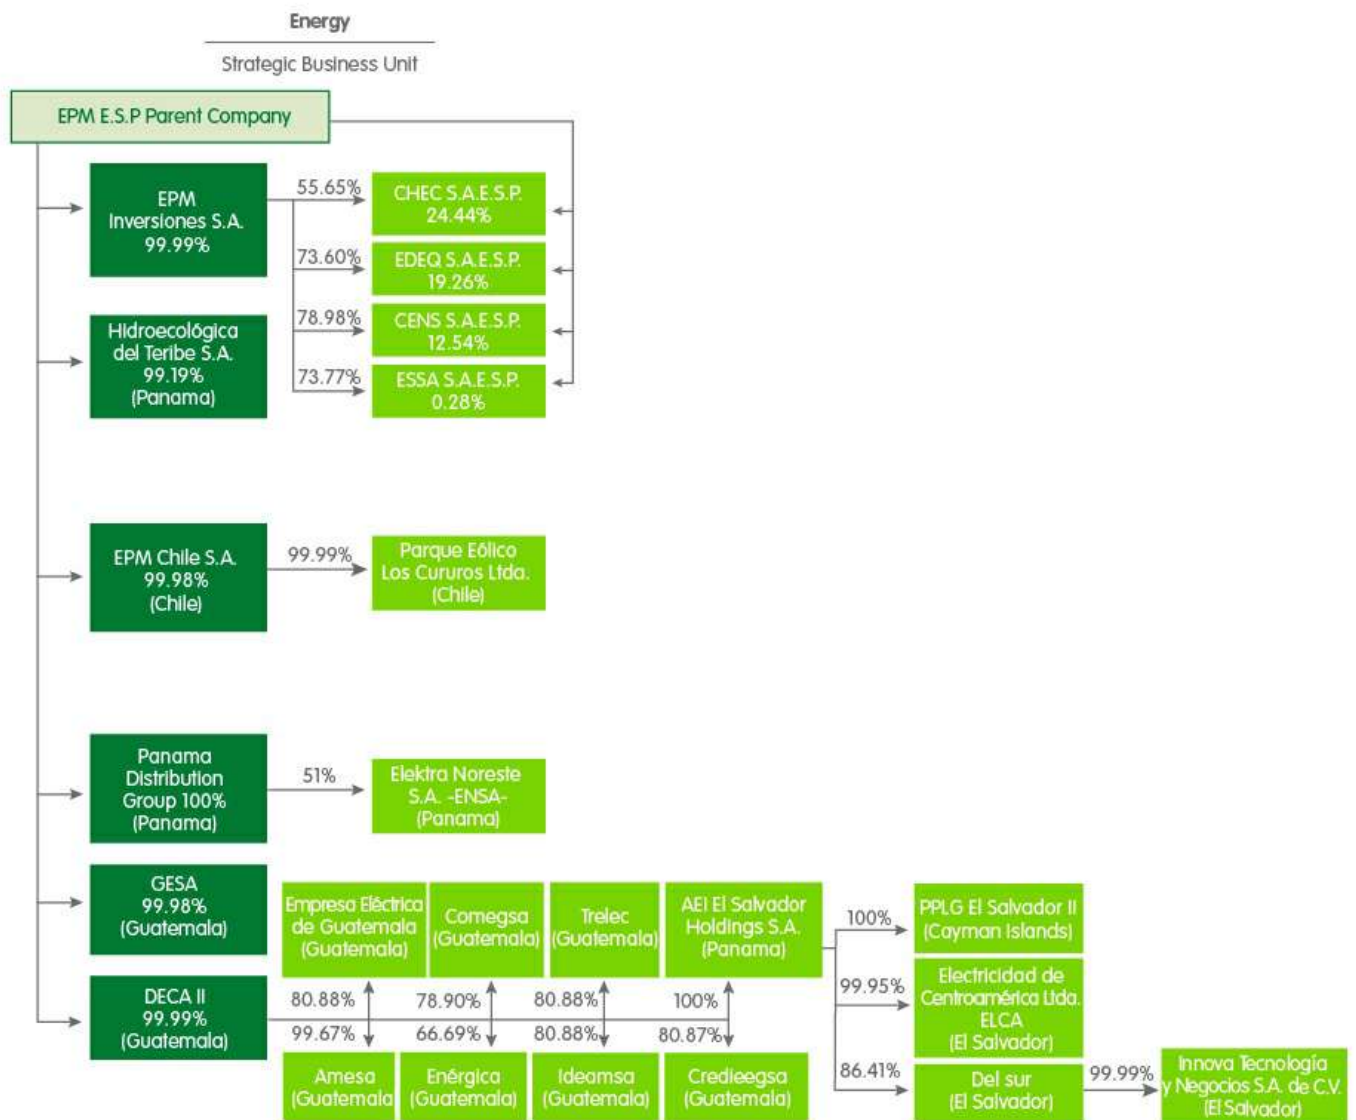 Energy
Strategic Business Unit
EPM E.S.P Parent Company
EPM
Inversiones S.A.
99.99%
55.65%
CHEC S.A.E.S.P.
24.44%
73.60%
EDEQ S.A.E.S.P.
19.26%
78.98%
CENS S.A.E.S.P.
12.54%
73.77%
ESSA S.A.E.S.P.
0.28%
Hidroecológica
del Teribe S.A.
99.19%
(Panama)
EPM Chile S.A.
99.98%
(Chile)
99.99%
Parque Eólico
Los Cururos Ltda.
(Chile)
Panama
Distribution
Group 100%
(Panama)
51%
Elektra Noreste
S.A. -ENSA-
(Panama)
GESA
99.98%
(Guatemala)
DECA II
99.99%
(Guatemala)
Empresa Eléctrica
de Guatemala
(Guatemala)
Comegsa
(Guatemala)
Trelec
(Guatemala)
AEI El Salvador
Holdings S.A.
(Panama)
80.88%
78.90%
80.88%
100%
99.67%
66.69%
80.88%
80.87%
Amesa
(Guatemala
Enérgica
(Guatemala)
Ideamsa
(Guatemala)
Credieegsa
(Guatemala)
100%
PPLG El Salvador II
(Cayman Islands)
99.95%
Electricidad de
Centroamérica Ltda.
ELCA
(El Salvador)
86.41%
Del sur
(El Salvador)
99.99%
Innova Tecnología
y Negocios S.A. de C.V.
(El Salvador)